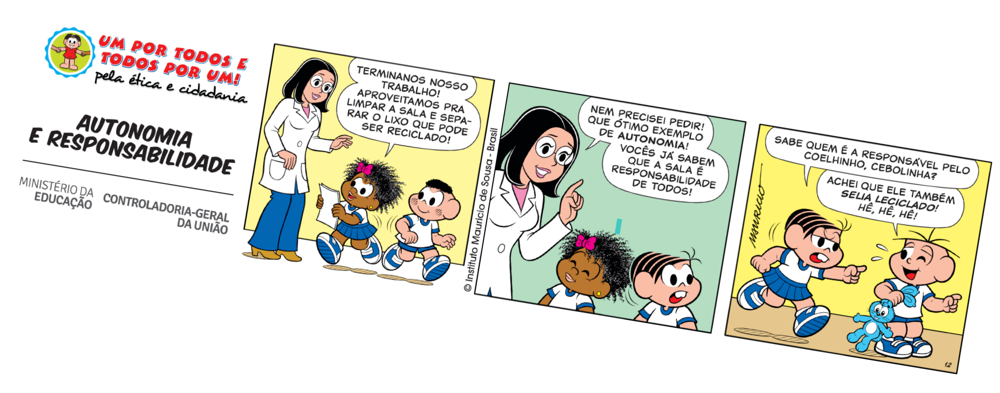 UM POR TODOS E
TODOS POR UM!
pela ética e cidadania
AUTONOMIA
E RESPONSABILIDADE
MINISTÉRIO DA
EDUCAÇÃO
CONTROLADORIA-GERAL
DA UNIÃO
TERMINANOS NOSSO
TRABALHO!
APROVEITAMOS PRA
LIMPAR A SALA E SEPA-
RAR O LIXO QUE PODE
SER RECICLADO!
© Instituto Mauricio de Sousa - Brasil
NEM PRECISEI PEDIR!
QUE ÓTIMO EXEMPLO
DE AUTONOMIA!
VOCÊS JÁ SABEM
QUE A SALA É
RESPONSABILIDADE
DE TODOS!
SABE QUEM É A RESPONSÁVEL PELO
COELHINHO, CEBOLINHA?
ACHEI QUE ELE TAMBÉM
SELIA LECICLADO!
HÊ, HÊ, HÊ!
MAURICIO
12